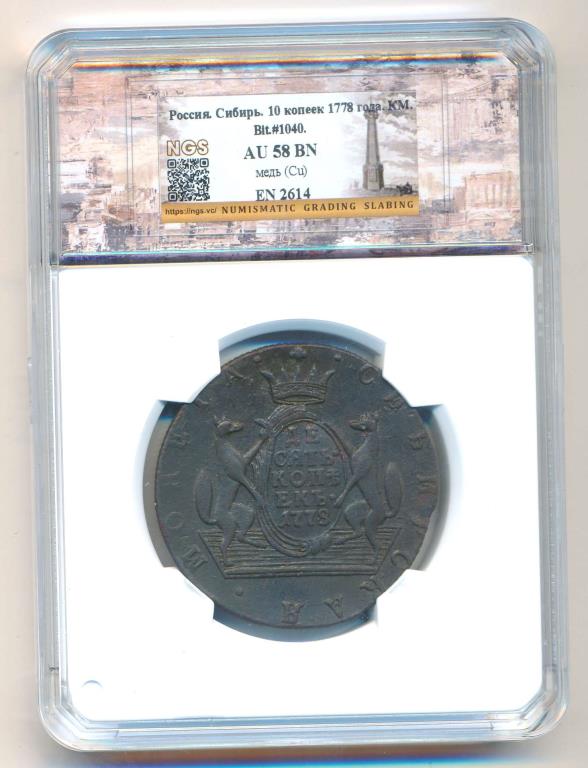 Россия. Сибирь. 10 копеек 1778 года. КМ.
Bit.#1040.
NGS
AU 58 BN
медь (Cu)
EN 2614
https://ngs.vc/ NUMISMATIC GRADING SLABING
МОНЕТА СИБИРСКАЯ
ДЕ
СЯТЬ
КОПѢ
ЕКЪ
1778